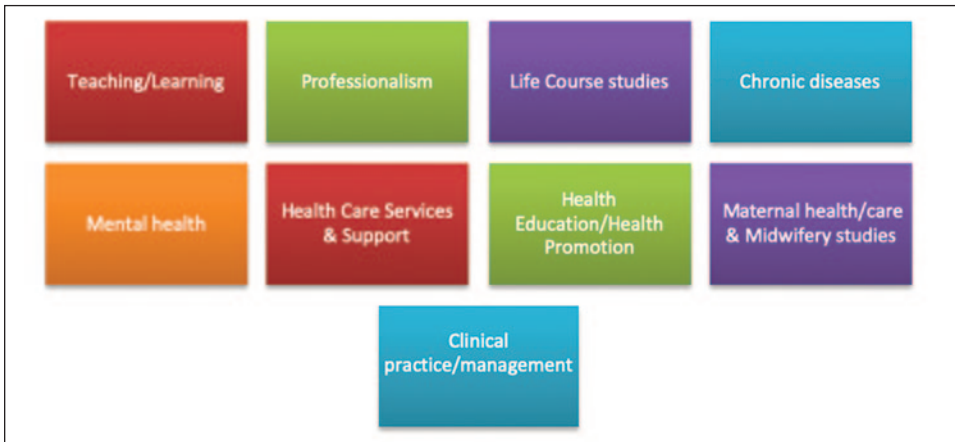 Teaching/Learning
Professionalism
Life Course studies
Chronic diseases
Mental health
Health Care Services
& Support
Health
Education/Health
Promotion
Maternal health/care
& Midwifery studies
Clinical
practice/management